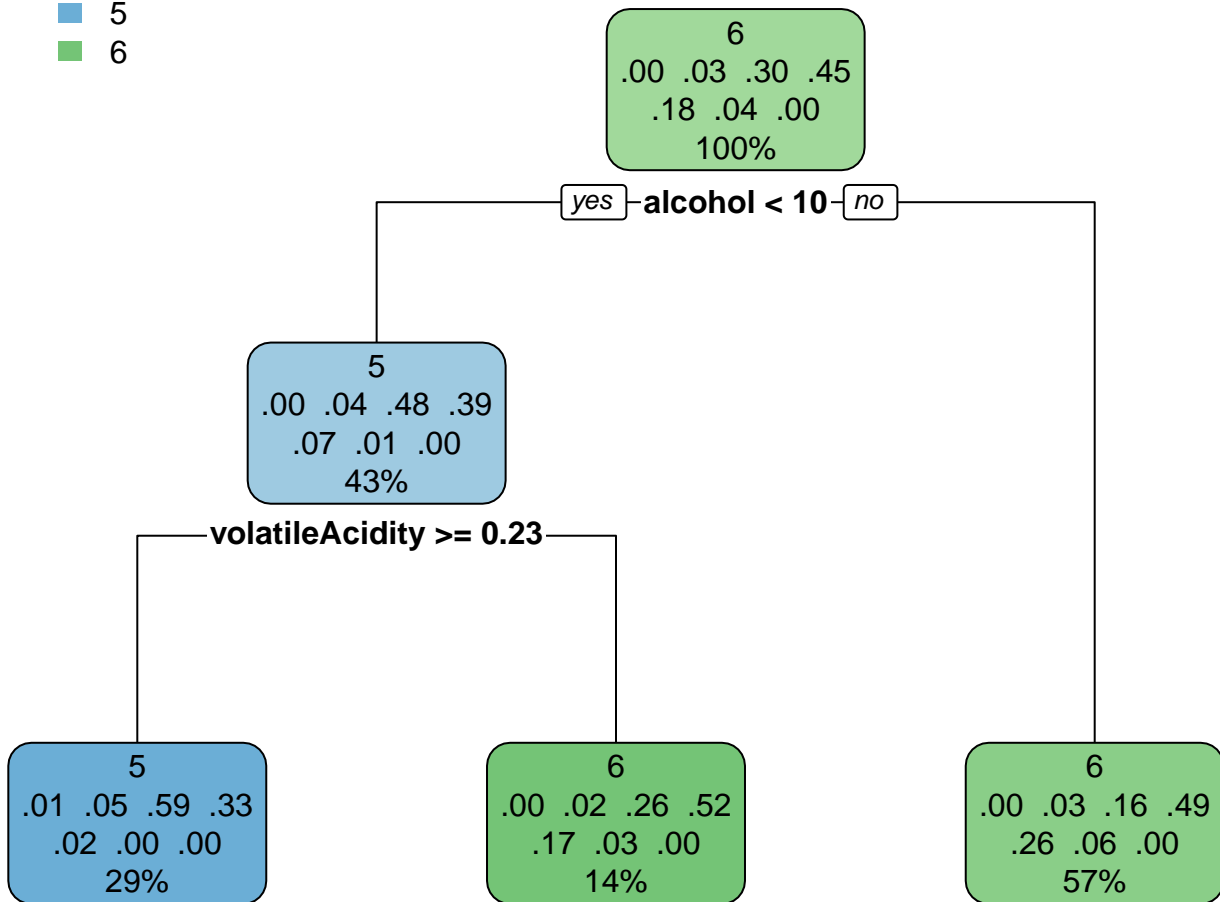 5
6
6
.00 .03 .30 .45
.18 .04 .00
100%
yes alcohol < 10 no
5
.00 .04 .48 .39
.07 .01 .00
43%
volatileAcidity >= 0.23
5
.01 .05 .59 .33
.02 .00 .00
29%
6
.00 .02 .26 .52
.17 .03 .00
14%
6
.00 .03 .16 .49
.26 .06 .00
57%